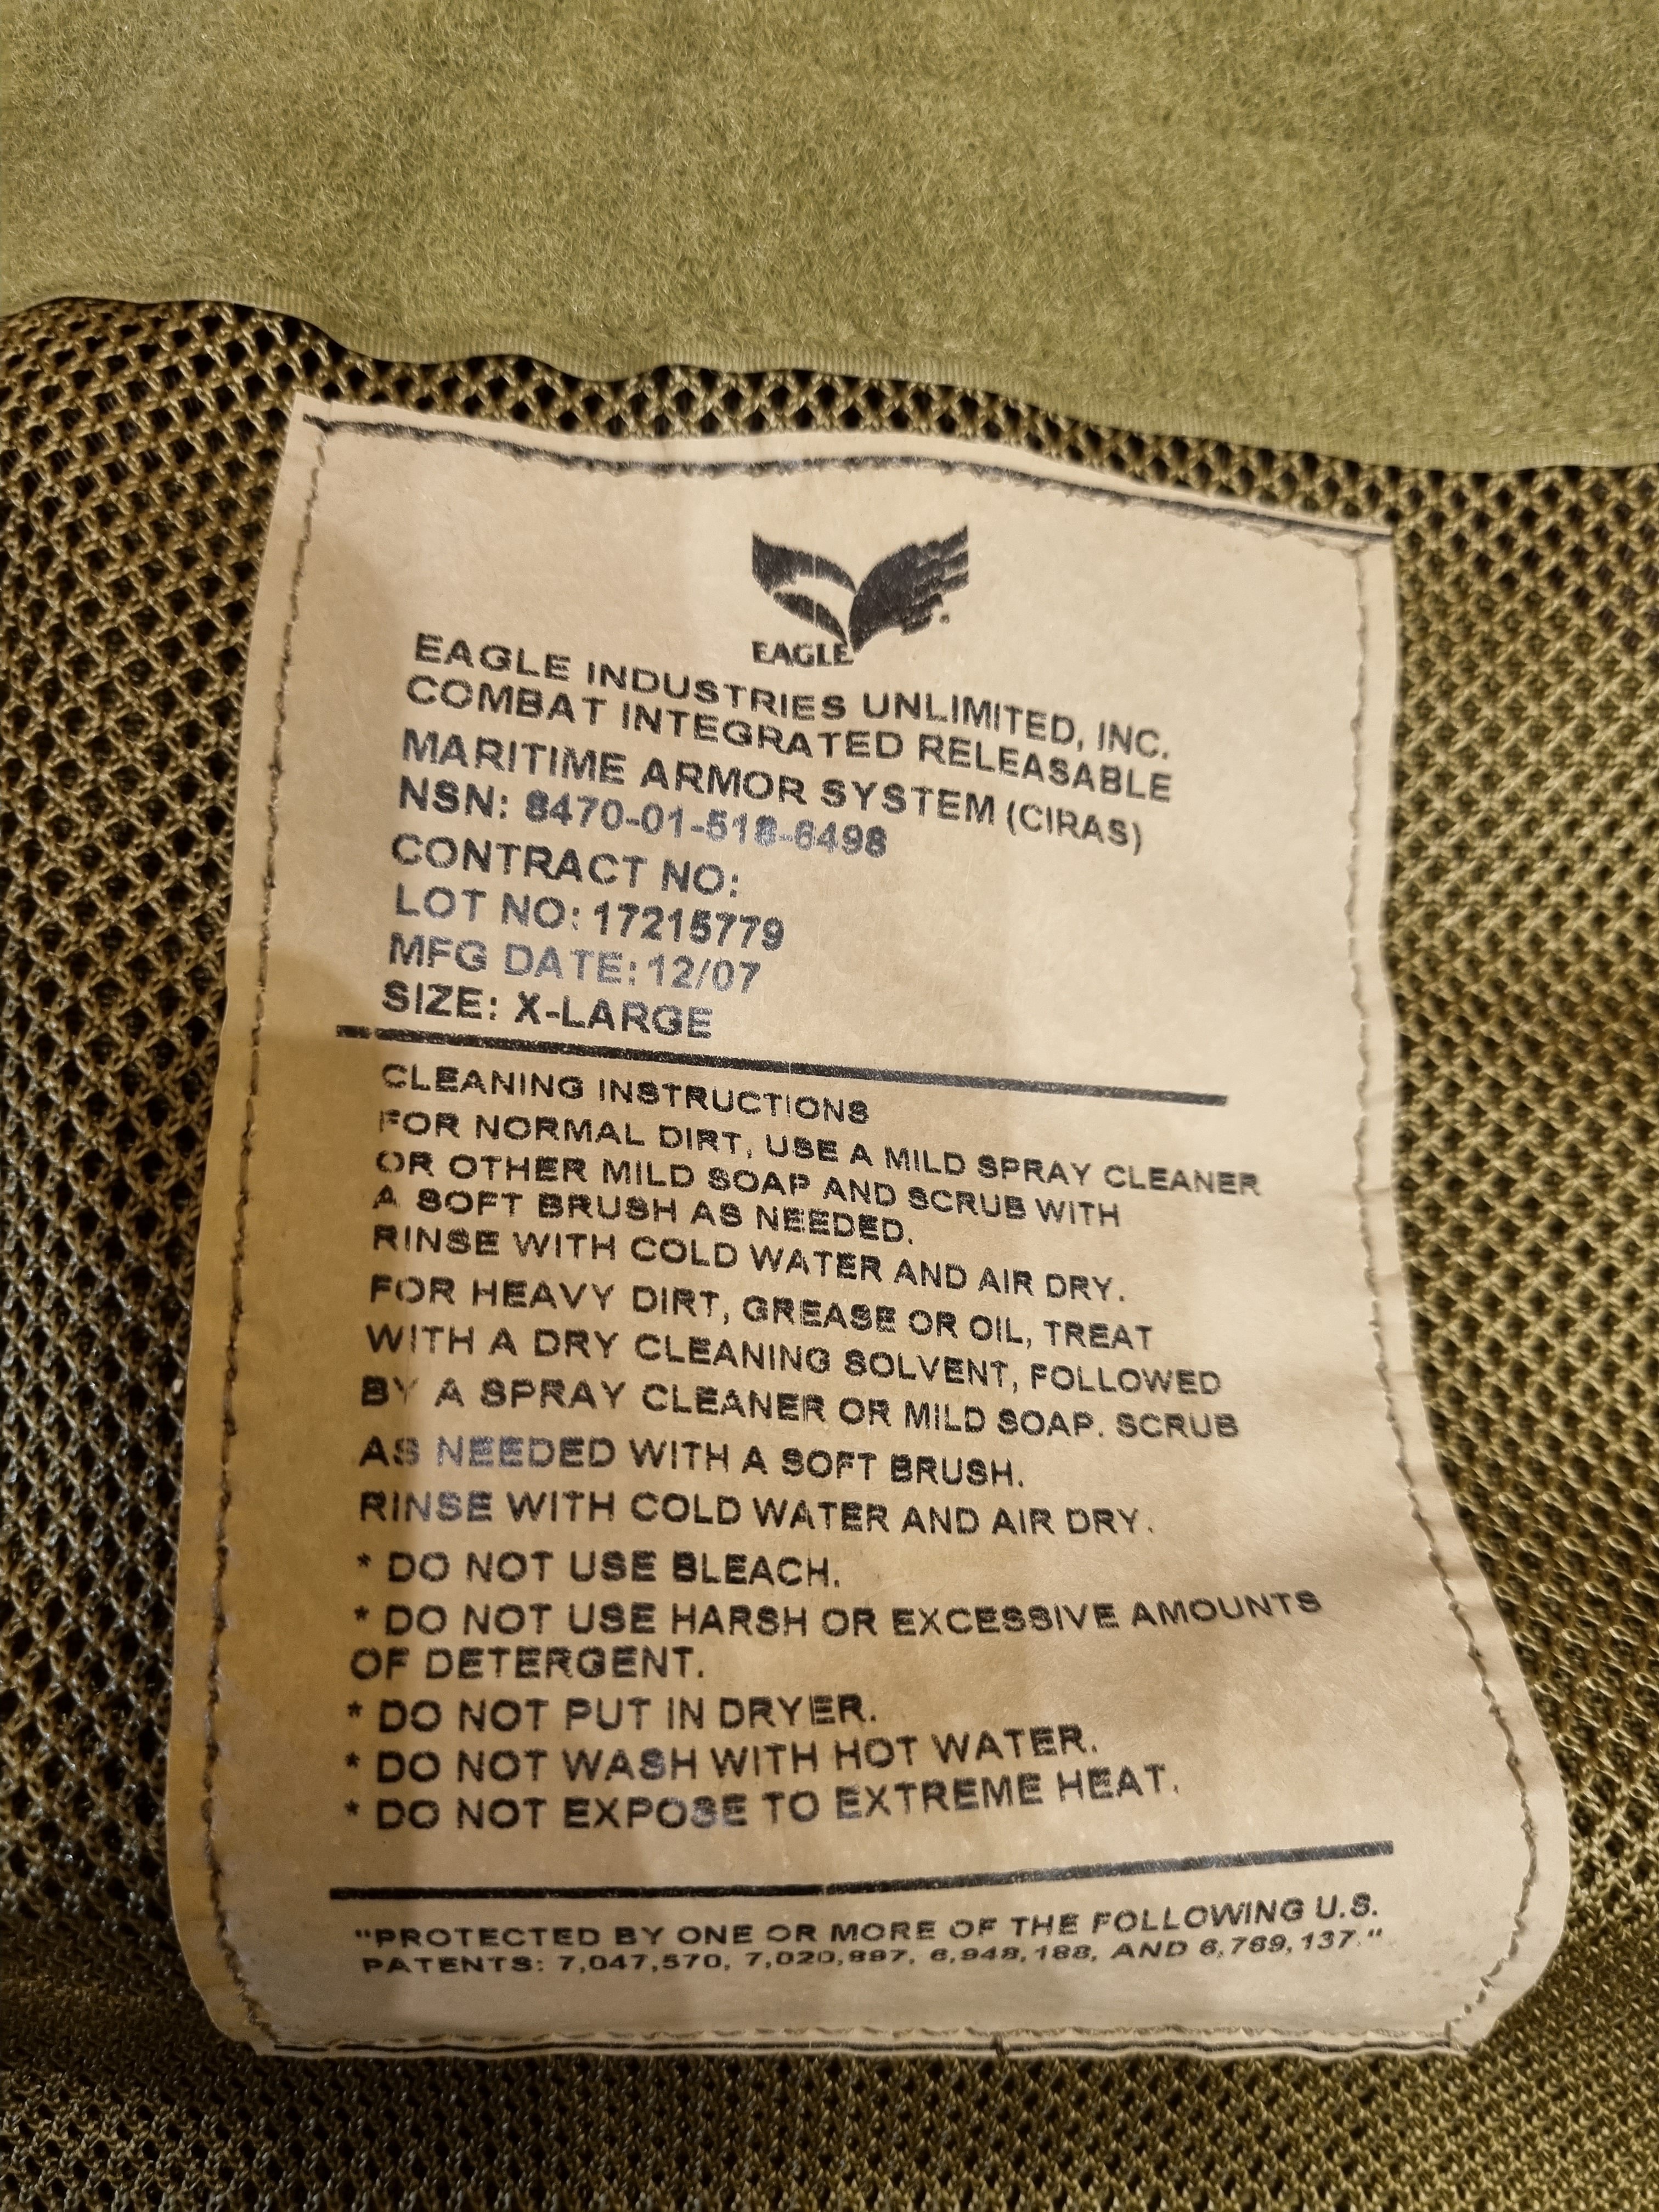 EAGLE
EAGLE INDUSTRIES UNLIMITED, INC.
COMBAT INTEGRATED RELEASABLE
MARITIME ARMOR SYSTEM (CIRAS)
NSN: 8470-01-518-6498
CONTRACT NO:
LOT NO: 17215779
MFG DATE: 12/07
SIZE: X-LARGE
CLEANING INSTRUCTIONS
FOR NORMAL DIRT, USE A MILD SPRAY CLEANER
OR OTHER MILD SOAP AND SCRUB WITH
A SOFT BRUSH AS NEEDED.
RINSE WITH COLD WATER AND AIR DRY.
FOR HEAVY DIRT, GREASE OR OIL, TREAT
WITH A DRY CLEANING SOLVENT, FOLLOWED
BY A SPRAY CLEANER OR MILD SOAP. SCRUB
AS NEEDED WITH A SOFT BRUSH.
RINSE WITH COLD WATER AND AIR DRY.
* DO NOT USE BLEACH.
* DO NOT USE HARSH OR EXCESSIVE AMOUNTS
OF DETERGENT.
* DO NOT PUT IN DRYER.
* DO NOT WASH WITH HOT WATER.
* DO NOT EXPOSE TO EXTREME HEAT.
"PROTECTED BY ONE OR MORE OF THE FOLLOWING U.S.
PATENTS: 7,047,570, 7,020,897, 6,948,188, AND 6,769,137."